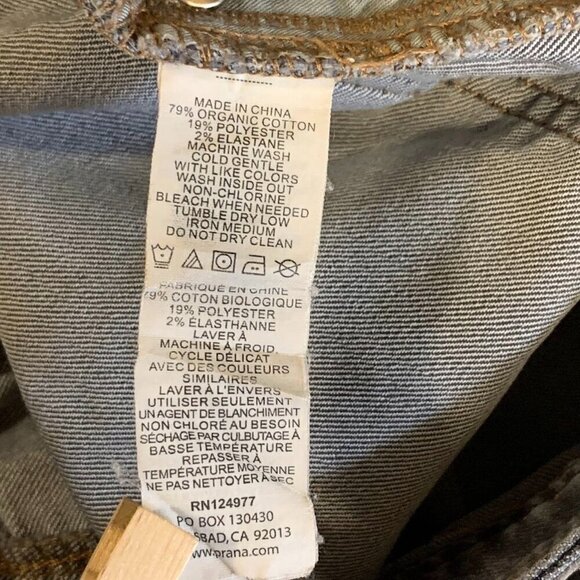 MADE IN CHINA
79% ORGANIC COTTON
19% POLYESTER
2% ELASTANE
MACHINE WASH
COLD GENTLE
WITH LIKE COLORS
WASH INSIDE OUT
NON-CHLORINE
BLEACH WHEN NEEDED
TUMBLE DRY LOW
IRON MEDIUM
DO NOT DRY CLEAN
FABRIQUÉ EN CHINE
79% COTON BIOLOGIQUE
19% POLYESTER
2% ÉLASTHANNE
LAVER À
MACHINE À FROID
CYCLE DÉLICAT
AVEC DES COULEURS
SIMILAIRES
LAVER À L'ENVERS
UTILISER SEULEMENT
UN AGENT DE BLANCHIMENT
NON CHLORÉ AU BESOIN
SÉCHAGE PAR CULBUTAGE À
BASSE TEMPÉRATURE
REPASSER À
TEMPÉRATURE MOYENNE
NE PAS NETTOYER À SEC
RN124977
PO BOX 130430
SBAD, CA 92013
www.prana.com